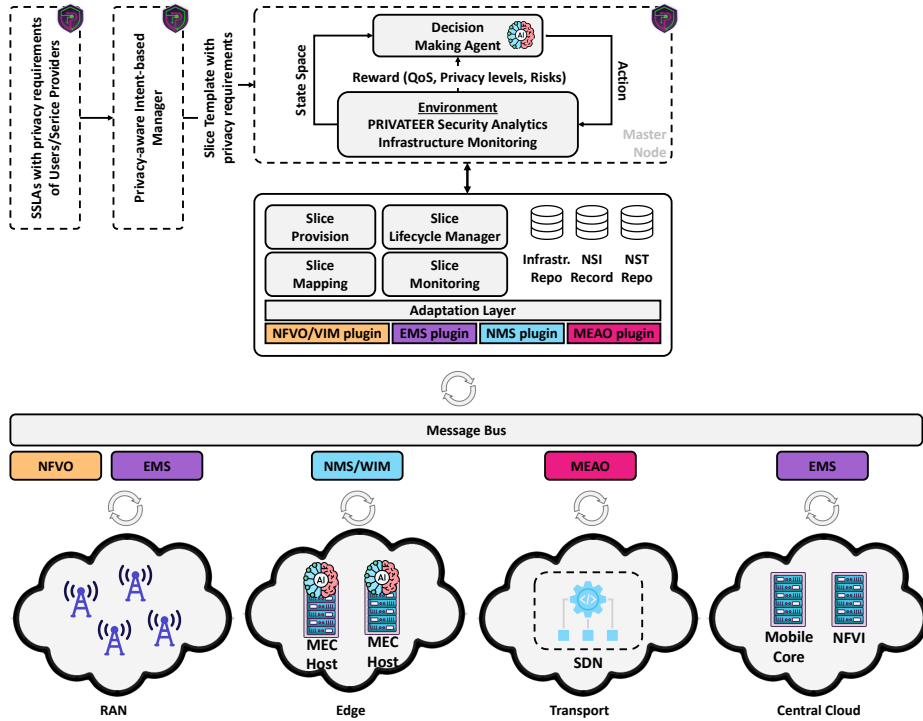 SSLAs with privacy requirements
of Users/Serice Providers
Privacy-aware Intent-based
Manager
Slice Template with
privacy requirements
State Space
Decision
Making Agent
AI
Reward (QoS, Privacy levels, Risks)
Action
Environment
PRIVATEER Security Analytics
Infrastructure Monitoring
Master
Node
Slice
Provision
Slice
Lifecycle Manager
Slice
Mapping
Slice
Monitoring
Infrastr.
Repo
NSI
Record
NST
Repo
Adaptation Layer
NFVO/VIM plugin
EMS plugin
NMS plugin
MEAO plugin
Message Bus
NFVO
EMS
NMS/WIM
MEAO
EMS
AI
AI
MEC
Host
MEC
Host
</>
SDN
Mobile
Core
NFVI
RAN
Edge
Transport
Central Cloud